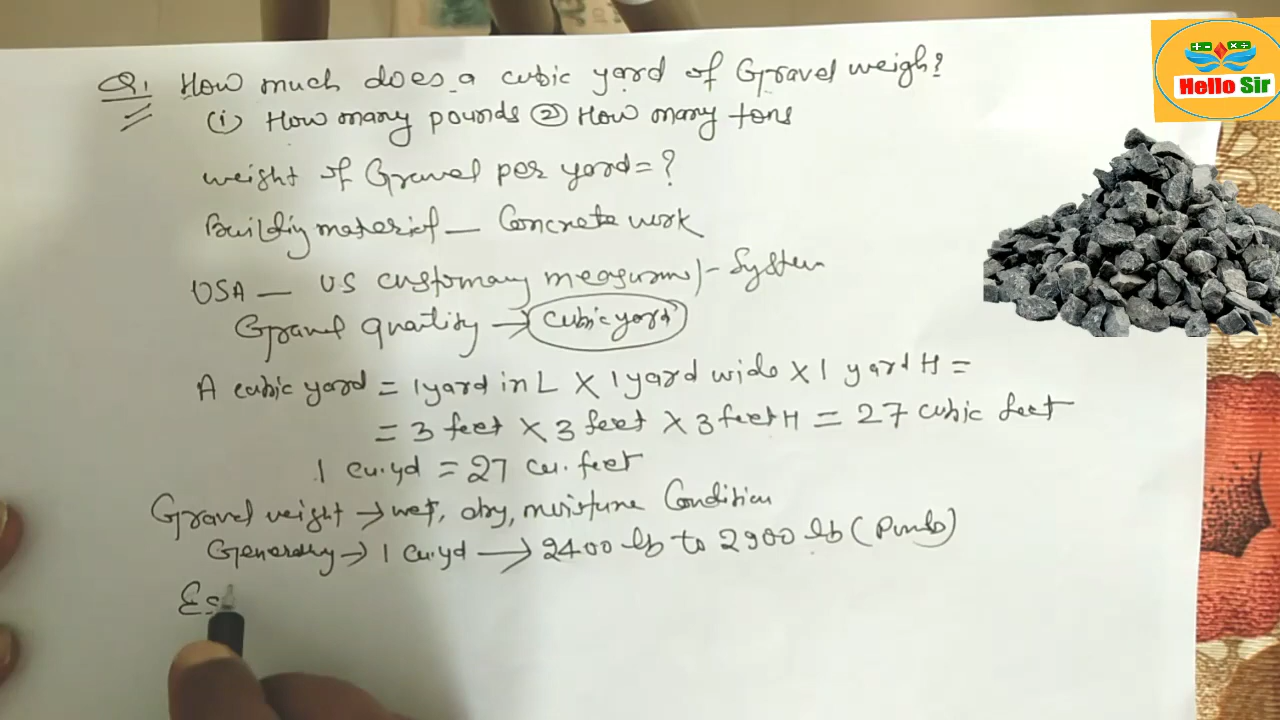 Q1. How much does a cubic yard of Gravel weigh?
(i) How many pounds (2) How many tons
weight of Gravel per yard = ?
Building material — Concrete work
USA — US customary measurement - System
Gravel quantity → cubic yard
A cubic yard = 1 yard in L X 1 yard wide X 1 yard H =
= 3 feet X 3 feet X 3 feet H = 27 cubic feet
1 cu.yd = 27 cu. feet
Gravel weight → wet, dry, moisture Condition
Generally → 1 cu.yd → 2400 lb to 2900 lb (Pounds)
Es
Hello Sir